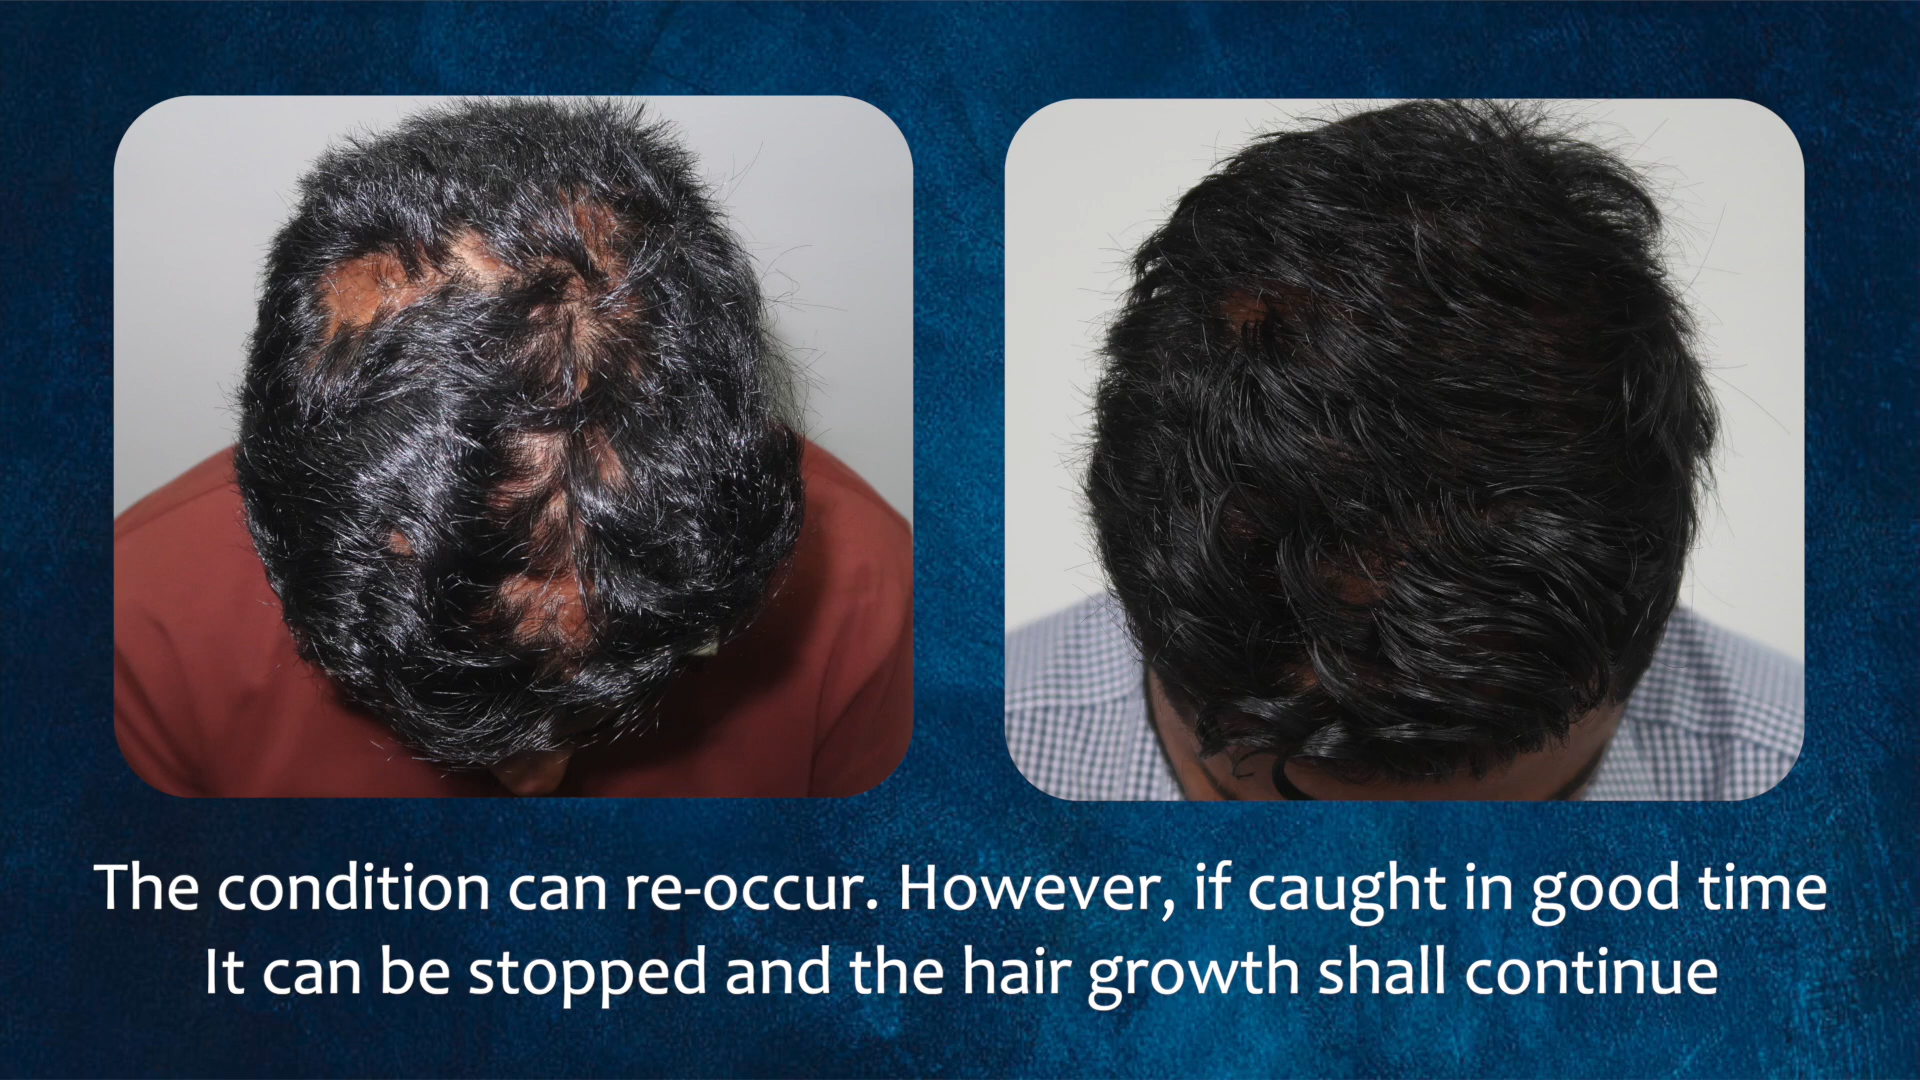 The condition can re-occur. However, if caught in good time
It can be stopped and the hair growth shall continue